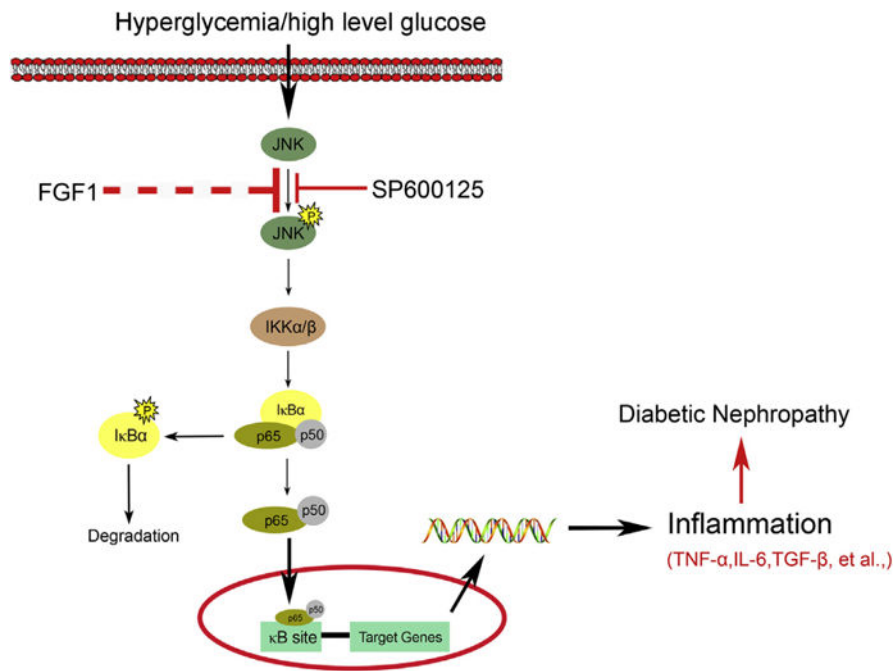 Hyperglycemia/high level glucose
JNK
FGF1
SP600125
P
JNK
IKKα/β
P
IκBα
IκBα
p65
p50
Diabetic Nephropathy
Degradation
p65
p50
Inflammation
(TNF-α,IL-6,TGF-β, et al.,)
p65
p50
κB site
Target Genes